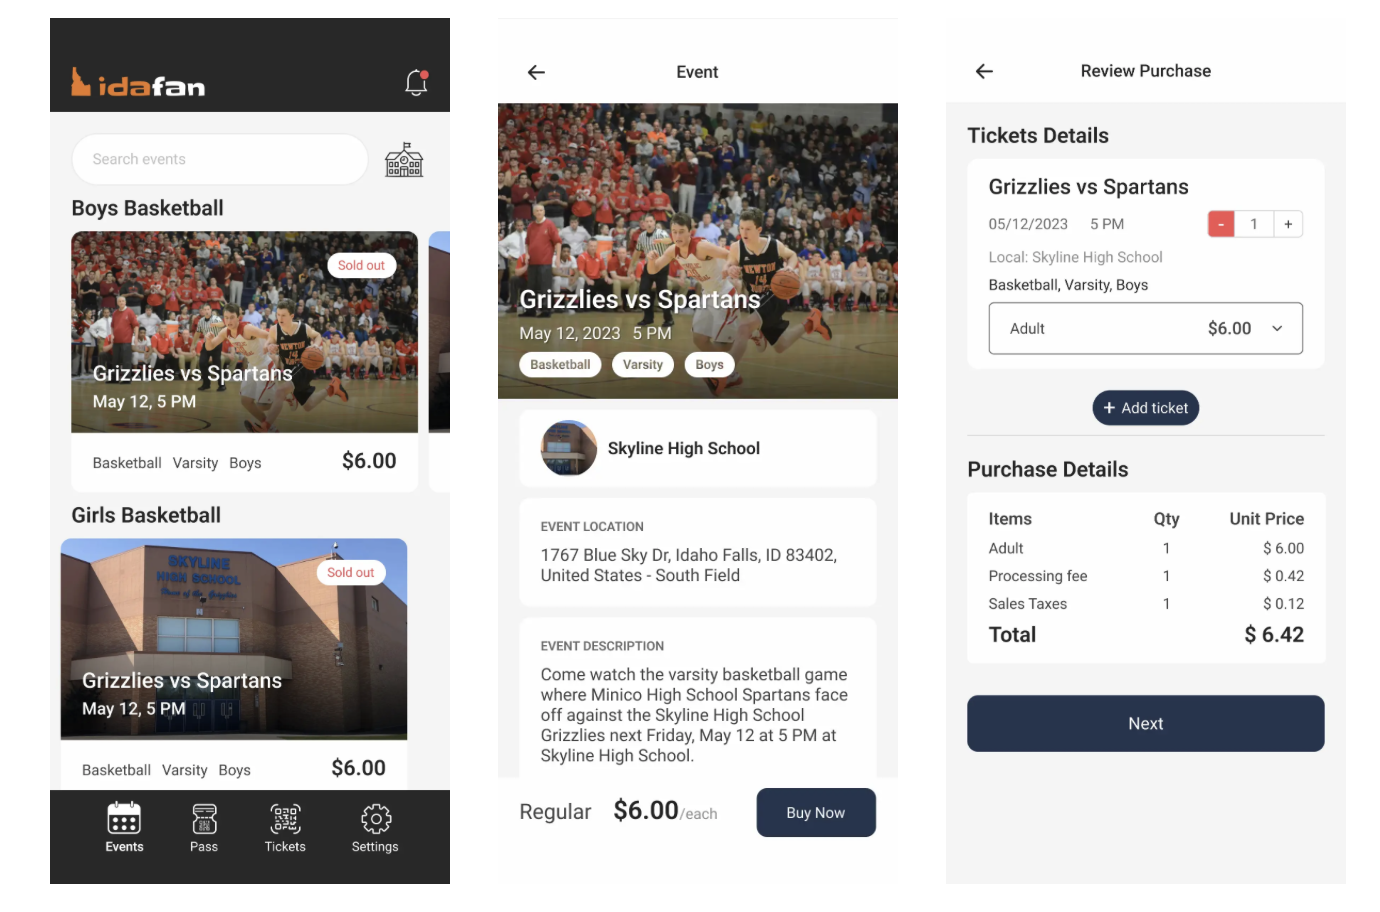 idafan
Search events
Boys Basketball
Sold out
Grizzlies vs Spartans
May 12, 5 PM
Basketball Varsity Boys $6.00
Girls Basketball
SKYLINE
HIGH SCHOOL
Home of the Grizzlies
Sold out
Grizzlies vs Spartans
May 12, 5 PM
Basketball Varsity Boys $6.00
Events Pass Tickets Settings
Event
NEWTON
14
Grizzlies vs Spartans
May 12, 2023 5 PM
Basketball Varsity Boys
Skyline High School
EVENT LOCATION
1767 Blue Sky Dr, Idaho Falls, ID 83402,
United States - South Field
EVENT DESCRIPTION
Come watch the varsity basketball game
where Minico High School Spartans face
off against the Skyline High School
Grizzlies next Friday, May 12 at 5 PM at
Skyline High School.
Regular $6.00/each Buy Now
Review Purchase
Tickets Details
Grizzlies vs Spartans
05/12/2023 5 PM - 1 +
Local: Skyline High School
Basketball, Varsity, Boys
Adult $6.00
+ Add ticket
Purchase Details
Items Qty Unit Price
Adult 1 $ 6.00
Processing fee 1 $ 0.42
Sales Taxes 1 $ 0.12
Total $ 6.42
Next